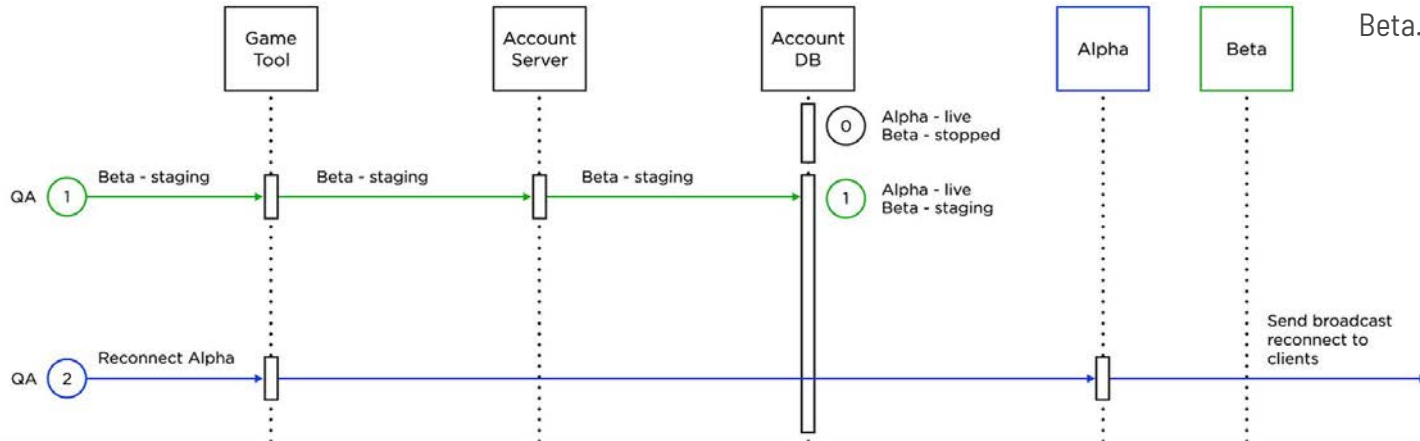 Beta.
Game
Tool
Account
Server
Account
DB
Alpha
Beta
0
Alpha - live
Beta - stopped
QA
1
Beta - staging
Beta - staging
Beta - staging
1
Alpha - live
Beta - staging
QA
2
Reconnect Alpha
Send broadcast
reconnect to
clients